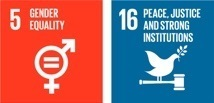 5 GENDER
EQUALITY
16 PEACE, JUSTICE
AND STRONG
INSTITUTIONS